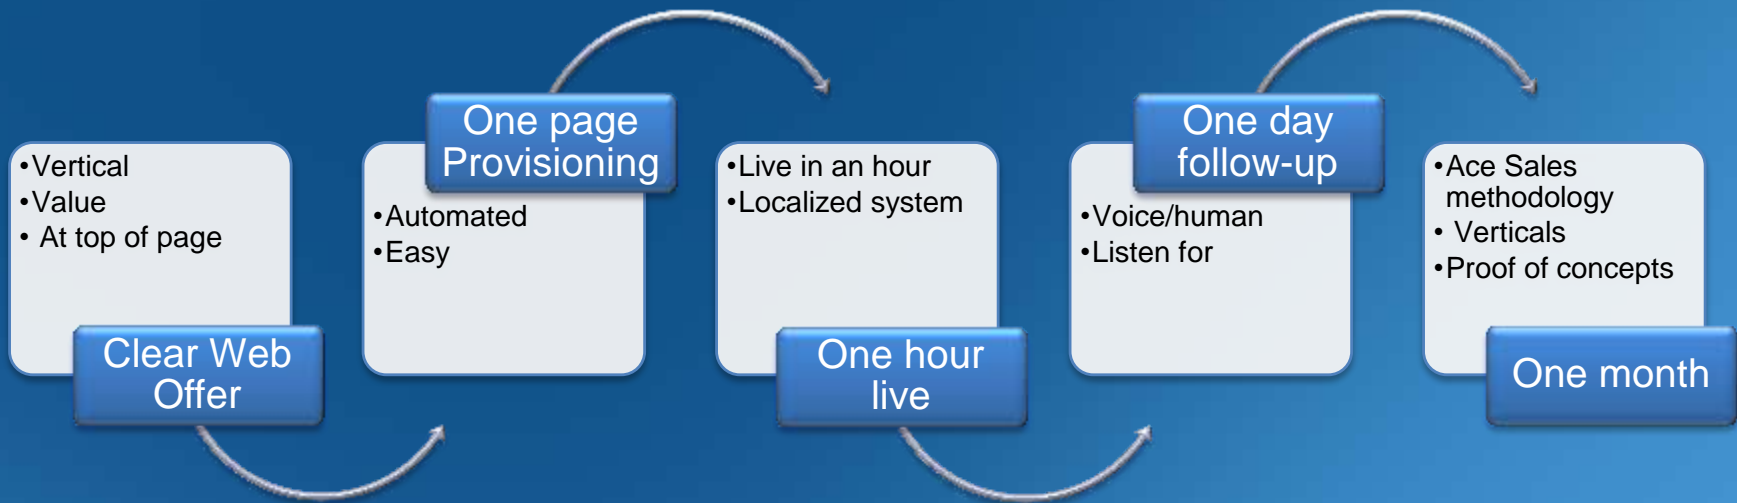 •Vertical
•Value
• At top of page
Clear Web
Offer
One page
Provisioning
•Automated
•Easy
•Live in an hour
•Localized system
One hour
live
One day
follow-up
•Voice/human
•Listen for
•Ace Sales
methodology
• Verticals
•Proof of concepts
One month